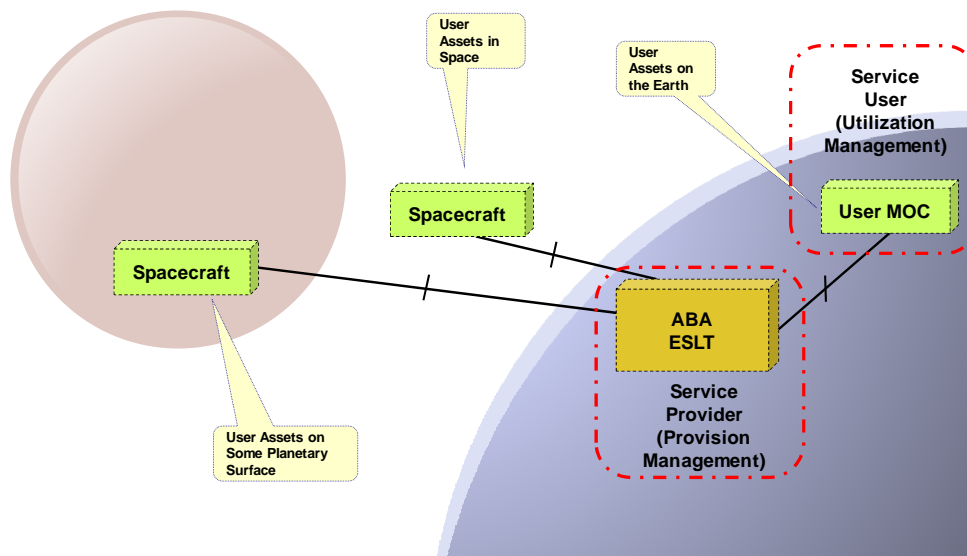 User
Assets in
Space
User
Assets on
the Earth
Service
User
(Utilization
Management)
Spacecraft
User MOC
Spacecraft
ABA
ESLT
Service
Provider
(Provision
Management)
User Assets on
Some Planetary
Surface